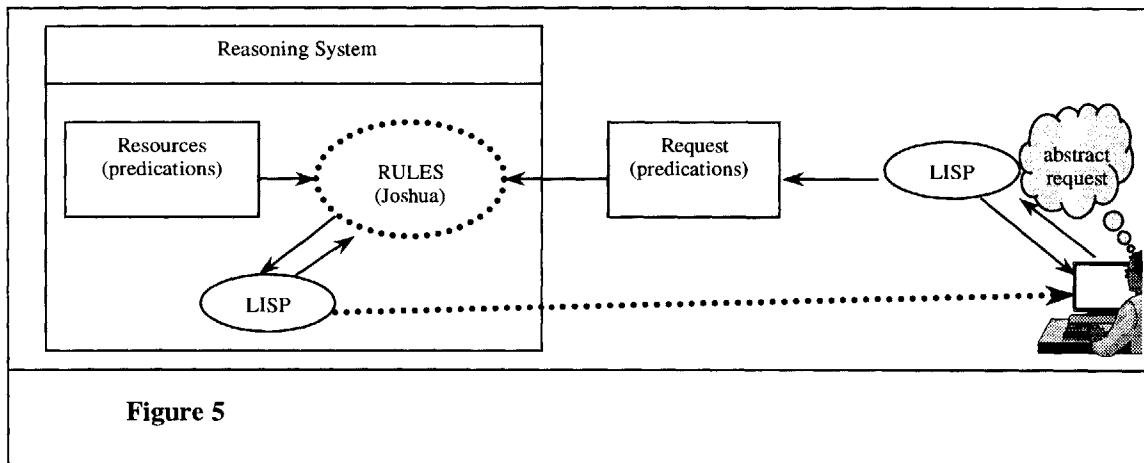 Reasoning System
Resources
(predications)
RULES
(Joshua)
LISP
Request
(predications)
LISP
abstract
request
Figure 5